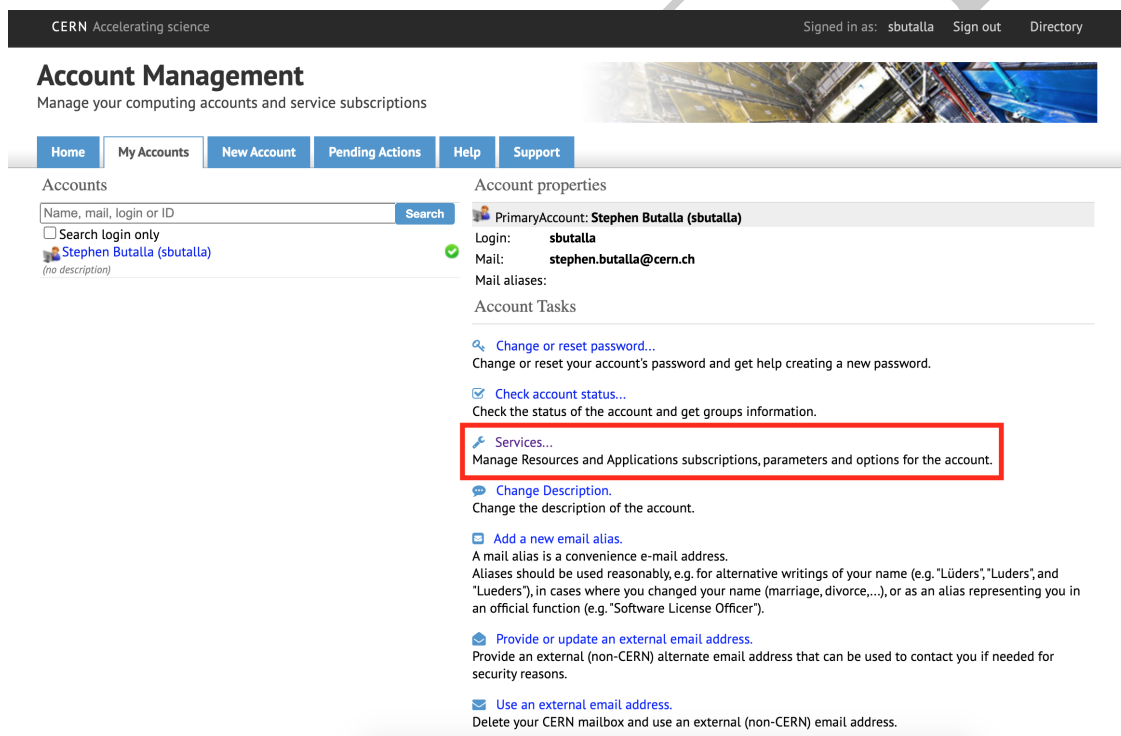 CERN Accelerating science
Signed in as: sbutalla Sign out Directory
Account Management
Manage your computing accounts and service subscriptions
Home My Accounts New Account Pending Actions Help Support
Accounts
Name, mail, login or ID Search
Search login only
Stephen Butalla (sbutalla)
(no description)
Account properties
PrimaryAccount: Stephen Butalla (sbutalla)
Login: sbutalla
Mail: stephen.butalla@cern.ch
Mail aliases:
Account Tasks
Change or reset password...
Change or reset your account's password and get help creating a new password.
Check account status...
Check the status of the account and get groups information.
Services...
Manage Resources and Applications subscriptions, parameters and options for the account.
Change Description.
Change the description of the account.
Add a new email alias.
A mail alias is a convenience e-mail address.
Aliases should be used reasonably, e.g. for alternative writings of your name (e.g. "Lüders", "Luders", and
"Lueders"), in cases where you changed your name (marriage, divorce,...), or as an alias representing you in
an official function (e.g. "Software License Officer").
Provide or update an external email address.
Provide an external (non-CERN) alternate email address that can be used to contact you if needed for
security reasons.
Use an external email address.
Delete your CERN mailbox and use an external (non-CERN) email address.